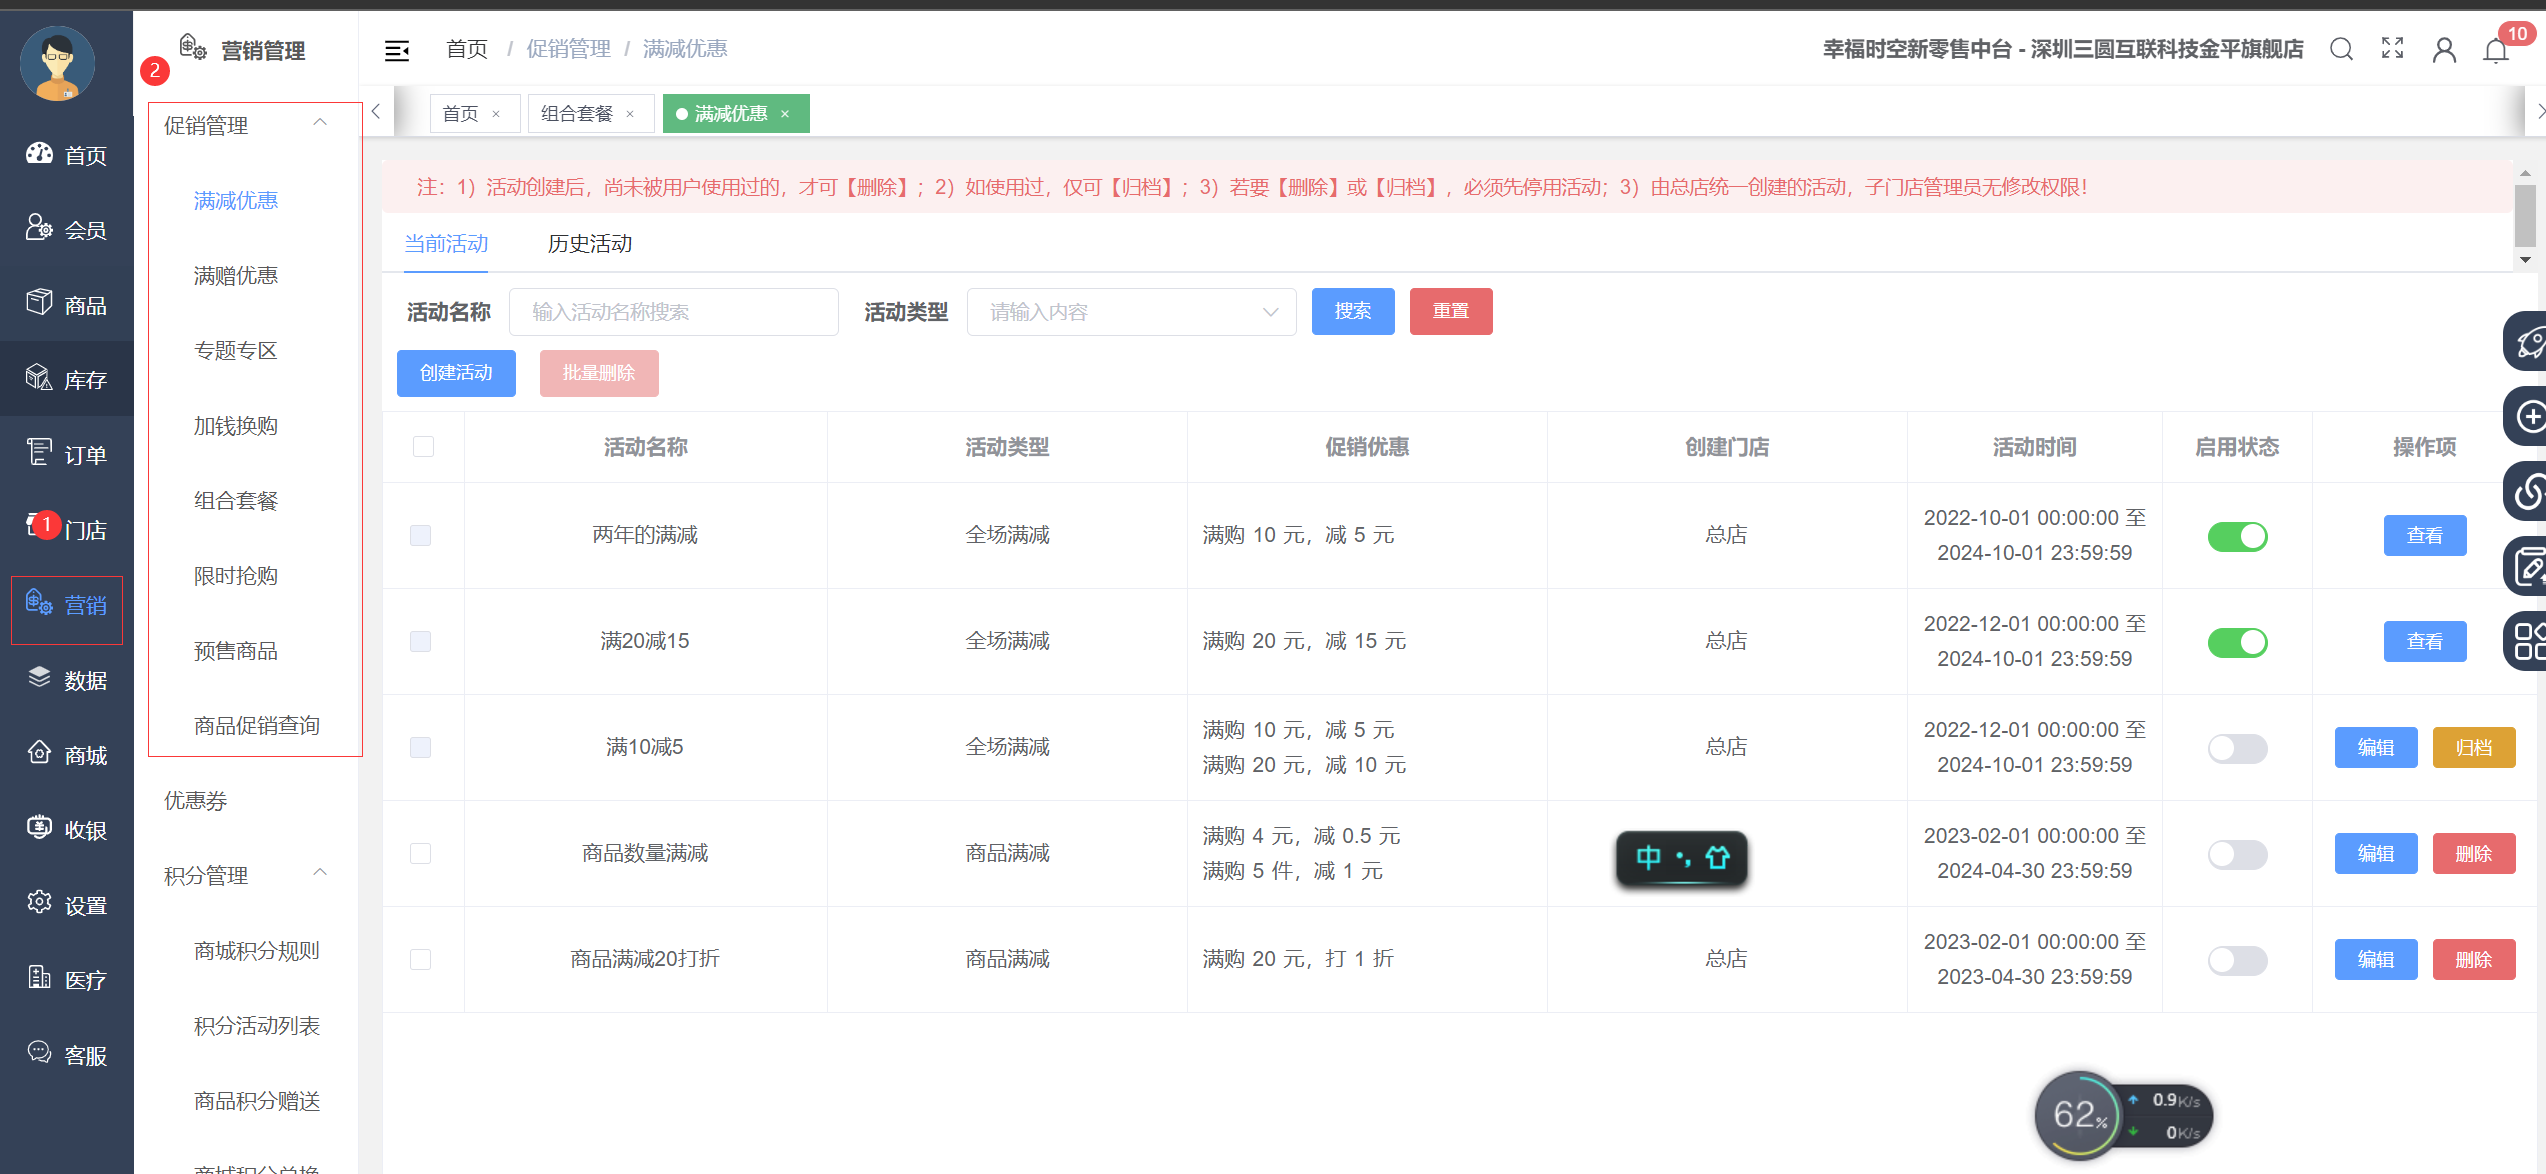 营销管理
首页 / 促销管理 / 满减优惠
幸福时空新零售中台 - 深圳三圆互联科技金平旗舰店
10
2
首页 ×
组合套餐 ×
满减优惠 ×
首页
会员
商品
库存
订单
1
门店
营销
数据
商城
收银
设置
医疗
客服
促销管理
满减优惠
满赠优惠
专题专区
加钱换购
组合套餐
限时抢购
预售商品
商品促销查询
优惠券
积分管理
商城积分规则
积分活动列表
商品积分赠送
商城积分兑换
注：1）活动创建后，尚未被用户使用过的，才可【删除】；2）如使用过，仅可【归档】；3）若要【删除】或【归档】，必须先停用活动；3）由总店统一创建的活动，子门店管理员无修改权限！
当前活动 历史活动
活动名称 输入活动名称搜索 活动类型 请输入内容 搜索 重置
创建活动 批量删除
活动名称 活动类型 促销优惠 创建门店 活动时间 启用状态 操作项
两年的满减 全场满减 满购 10 元，减 5 元 总店 2022-10-01 00:00:00 至
2024-10-01 23:59:59 查看
满20减15 全场满减 满购 20 元，减 15 元 总店 2022-12-01 00:00:00 至
2024-10-01 23:59:59 查看
满10减5 全场满减 满购 10 元，减 5 元
满购 20 元，减 10 元 总店 2022-12-01 00:00:00 至
2024-10-01 23:59:59 编辑 归档
商品数量满减 商品满减 满购 4 元，减 0.5 元
满购 5 件，减 1 元 2023-02-01 00:00:00 至
2024-04-30 23:59:59 编辑 删除
中 •,
商品满减20打折 商品满减 满购 20 元，打 1 折 总店 2023-02-01 00:00:00 至
2023-04-30 23:59:59 编辑 删除
62%
0.9K/s
0K/s